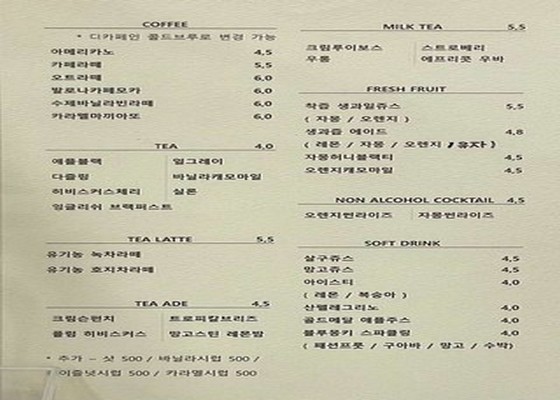 COFFEE
* 디카페인 콜드브루로 변경 가능
아메리카노 4,5
카페라떼 5,5
오트라떼 6,0
발로나카페모카 6,0
수제바닐라빈라떼 6,0
카라멜마끼아또 6,0
TEA 4,0
애플블랙 얼그레이
다즐링 바닐라캐모마일
히비스커스체리 실론
잉글리쉬 브랙퍼스트
TEA LATTE 5,5
유기농 녹차라떼
유기농 호지차라떼
TEA ADE 4,5
크림슨펀치 트로피칼브리즈
플럼 히비스커스 망고스틴 레몬밤
* 추가 - 샷 500 / 바닐라시럽 500 /
헤이즐넛시럽 500 / 카라멜시럽 500
MILK TEA 5,5
크림루이보스 스트로베리
우롱 애프리콧 우바
FRESH FRUIT
착즙 생과일쥬스 5,5
( 자몽 / 오렌지 )
생과즙 에이드 4,8
( 레몬 / 자몽 / 오렌지 , 유자 )
자몽허니블랙티 4,5
오렌지캐모마일 4,5
NON ALCOHOL COCKTAIL 4,5
오렌지썬라이즈 자몽썬라이즈
SOFT DRINK
살구쥬스 4,5
망고쥬스 4,5
아이스티 4,0
( 레몬 / 복숭아 )
산펠레그리노 4,0
골드메달 애플주스 4,0
블루몽키 스파클링 4,0
( 패션프룻 / 구아바 / 망고 / 수박)